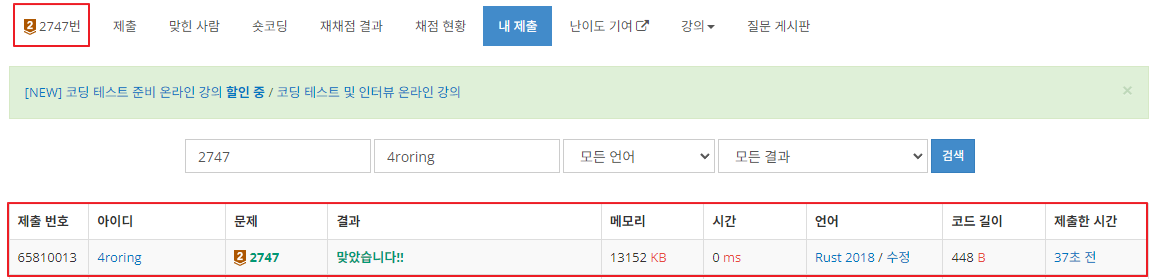 2 2747번 제출 맞힌 사람 숏코딩 재채점 결과 채점 현황 내 제출 난이도 기여 강의 질문 게시판
[NEW] 코딩 테스트 준비 온라인 강의 할인 중 / 코딩 테스트 및 인터뷰 온라인 강의 ×
2747 4roring 모든 언어 모든 결과 검색
제출 번호 아이디 문제 결과 메모리 시간 언어 코드 길이 제출한 시간
65810013 4roring 2 2747 맞았습니다!! 13152 KB 0 ms Rust 2018 / 수정 448 B 37초 전